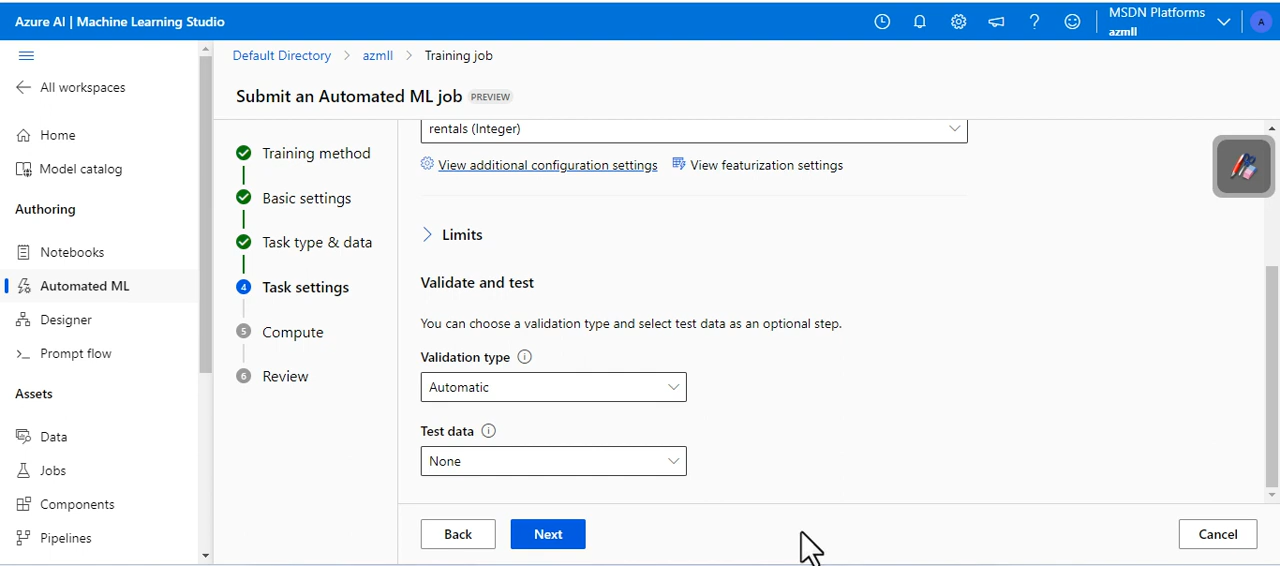 Azure AI | Machine Learning Studio
MSDN Platforms
azmll
A
All workspaces
Home
Model catalog
Authoring
Notebooks
Automated ML
Designer
Prompt flow
Assets
Data
Jobs
Components
Pipelines
Default Directory > azmll > Training job
Submit an Automated ML job PREVIEW
Training method
Basic settings
Task type & data
4 Task settings
5 Compute
6 Review
rentals (Integer)
View additional configuration settings View featurization settings
Limits
Validate and test
You can choose a validation type and select test data as an optional step.
Validation type
Automatic
Test data
None
Back Next Cancel